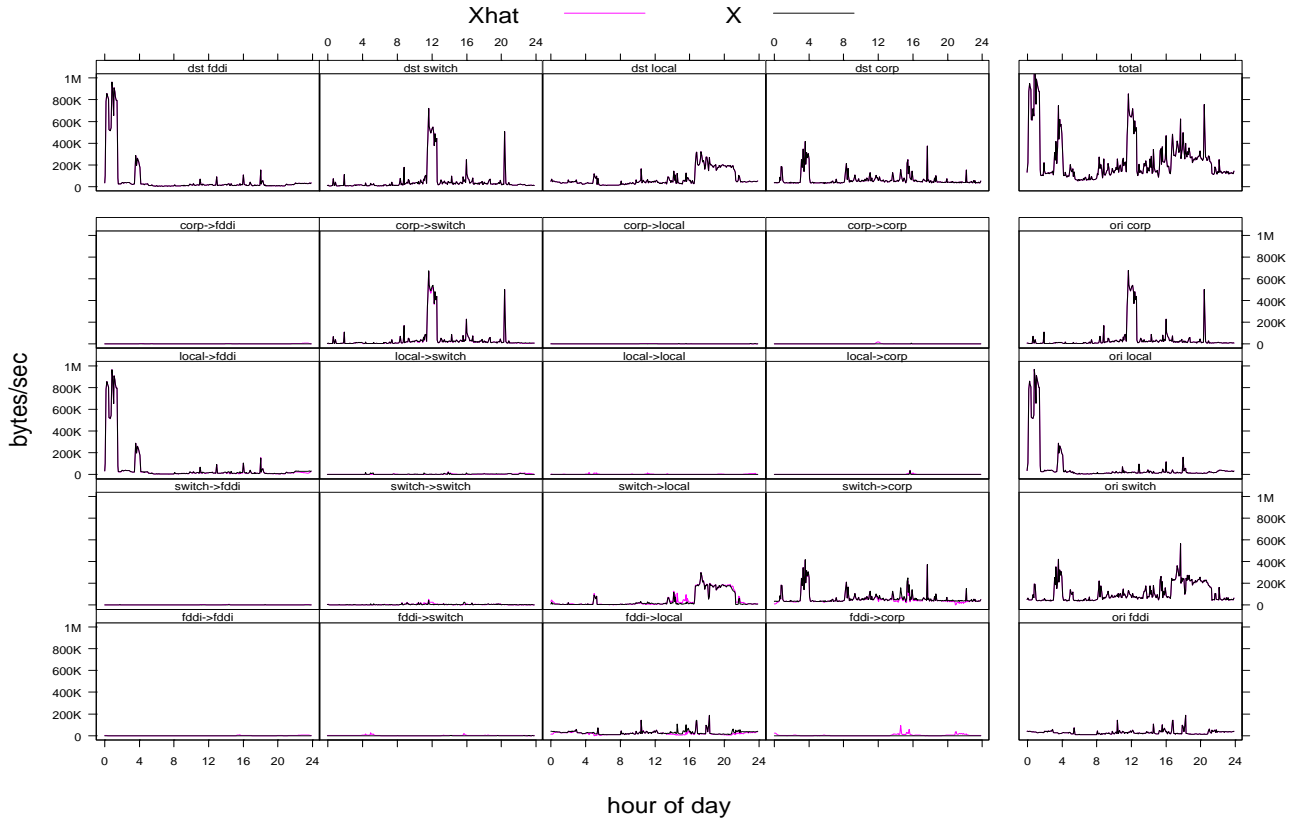 Xhat X
0 4 8 12 16 20 24 0 4 8 12 16 20 24
dst fddi dst switch dst local dst corp total
1M
800K
600K
400K
200K
0
corp->fddi corp->switch corp->local corp->corp ori corp
1M
800K
600K
400K
200K
0
local->fddi local->switch local->local local->corp ori local
1M
800K
600K
400K
200K
0
switch->fddi switch->switch switch->local switch->corp ori switch
1M
800K
600K
400K
200K
0
fddi->fddi fddi->switch fddi->local fddi->corp ori fddi
1M
800K
600K
400K
200K
0
0 4 8 12 16 20 24 0 4 8 12 16 20 24 0 4 8 12 16 20 24
bytes/sec
hour of day